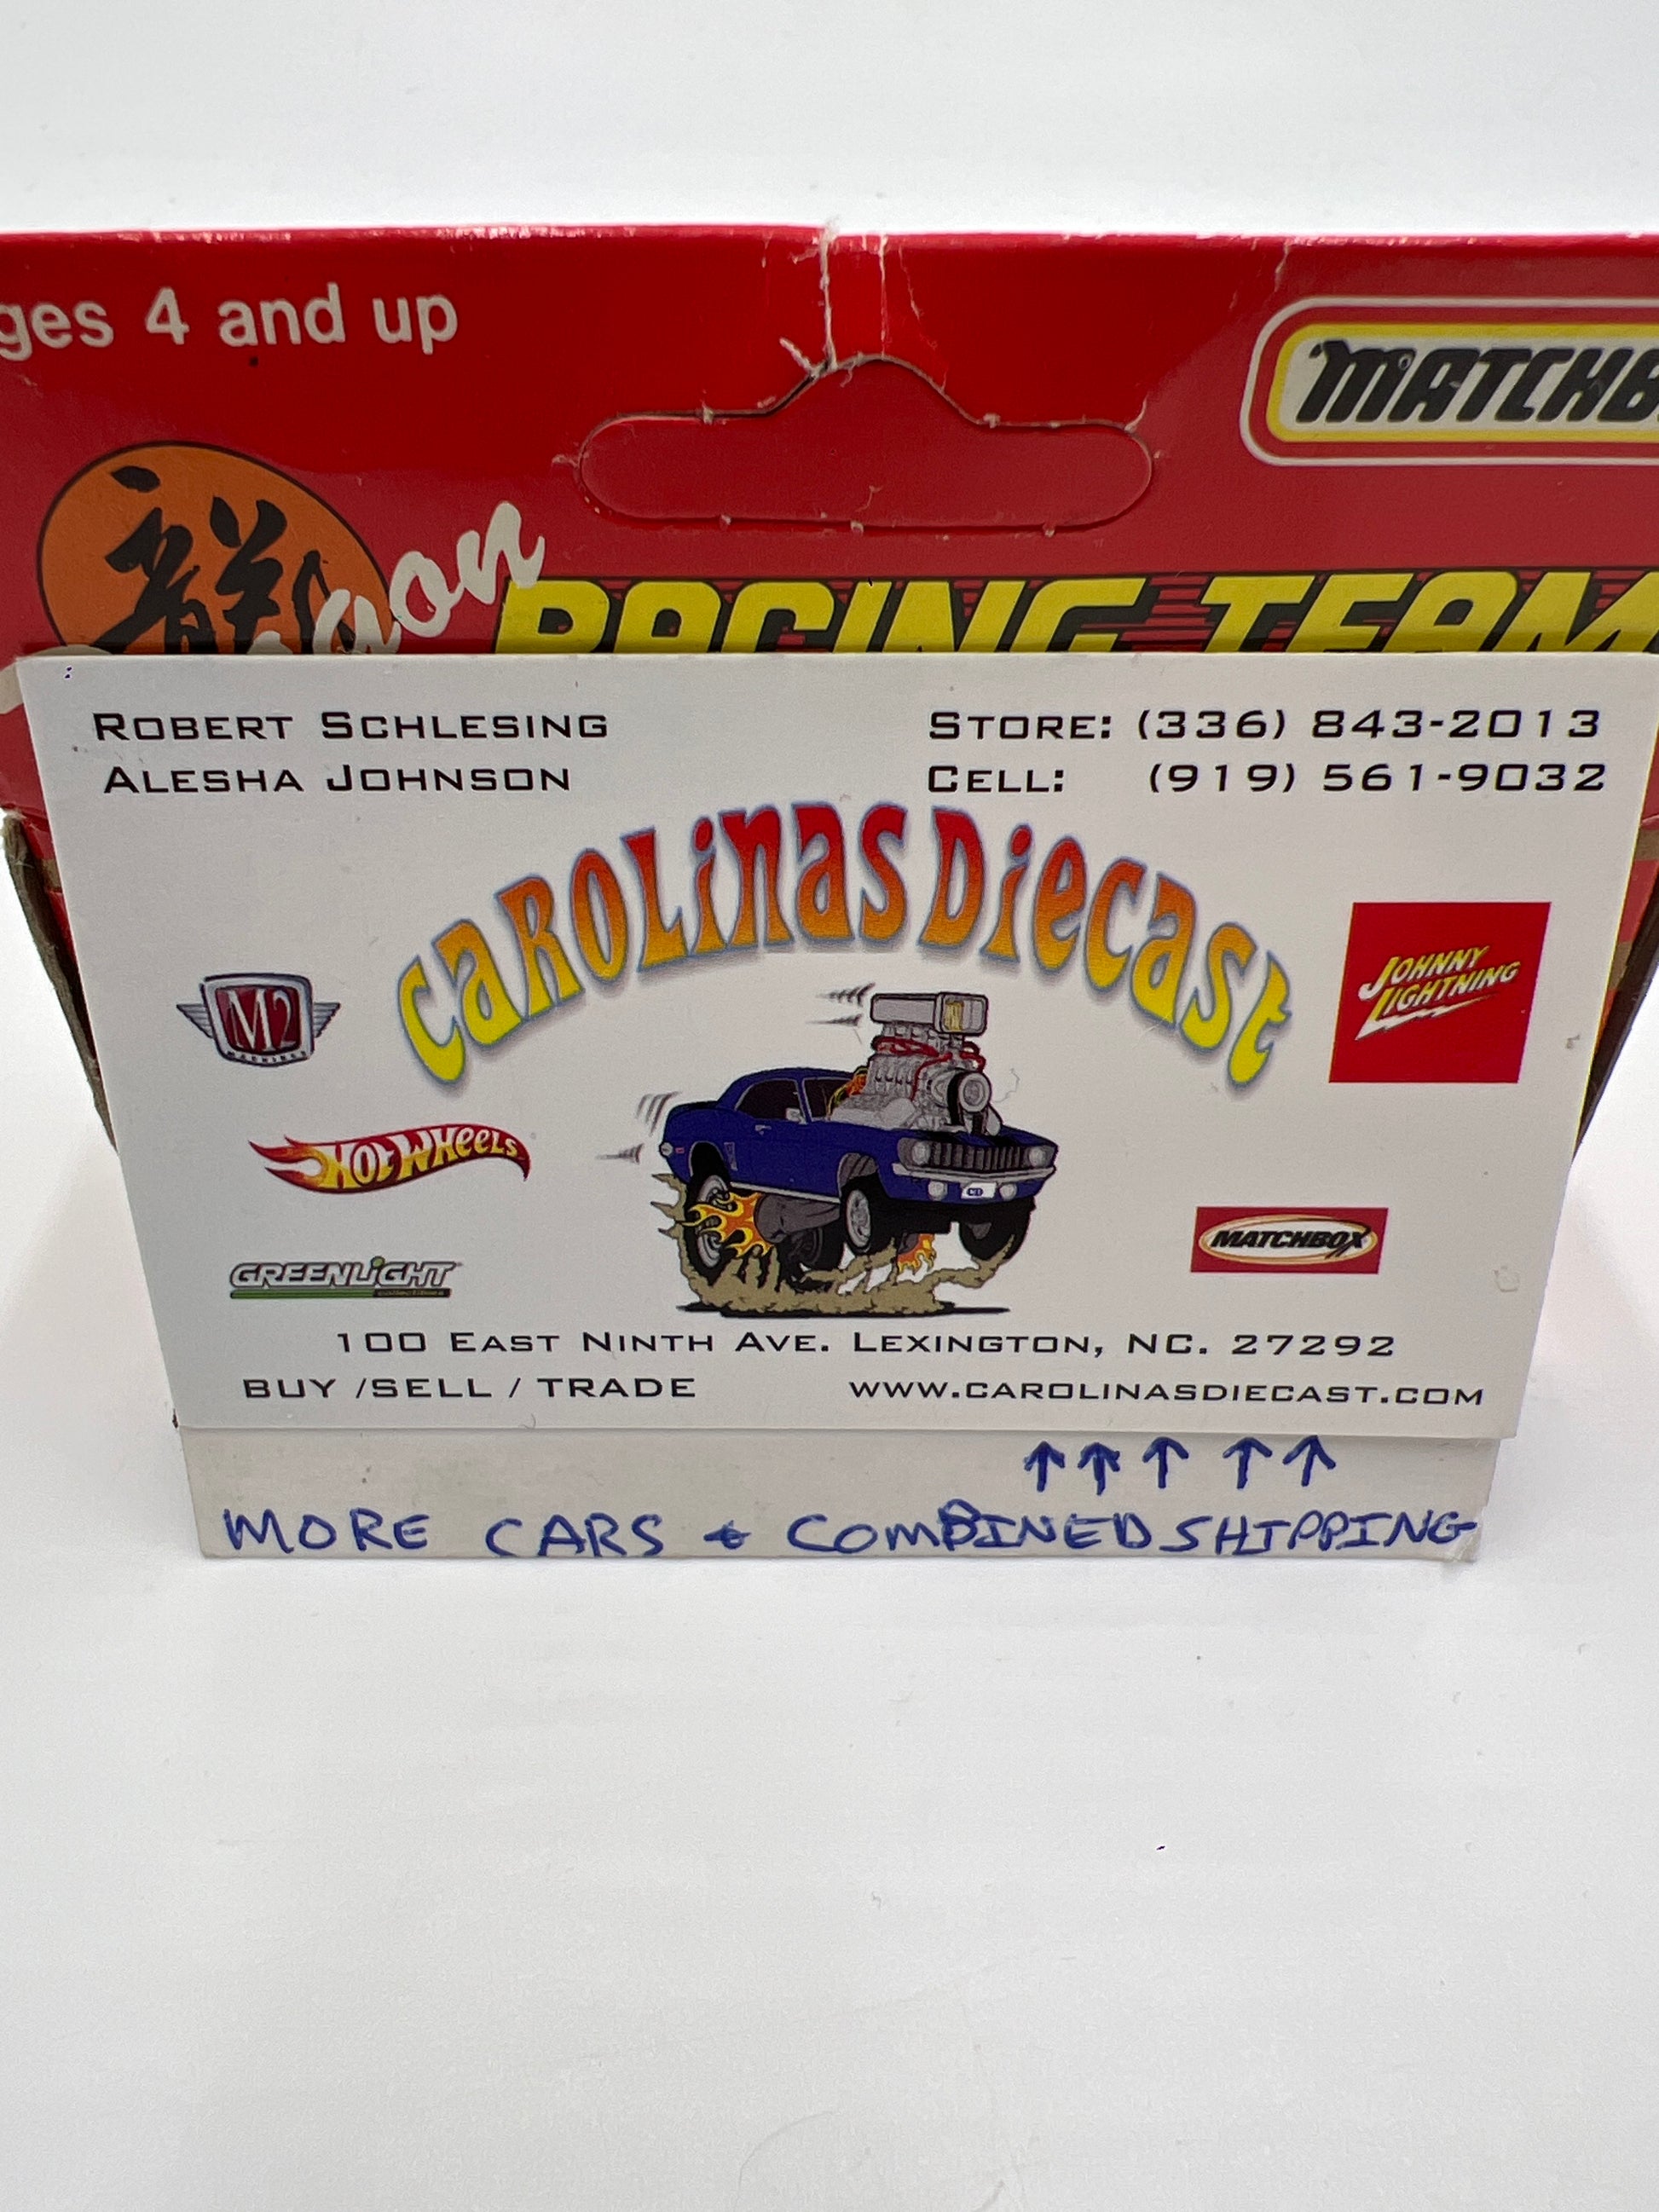 ges 4 and up
MATCHB
RACING TEAM
ROBERT SCHLESING
ALESHA JOHNSON
STORE: (336) 843-2013
CELL: (919) 561-9032
CAROLINAS DIECAST
M2
MACHINES
JOHNNY
LIGHTNING
HOT WHEELS
MATCHBOX
GREENLIGHT
collectibles
100 EAST NINTH AVE. LEXINGTON, NC. 27292
BUY /SELL / TRADE
WWW.CAROLINASDIECAST.COM
↑↑↑ ↑↑
MORE CARS & COMBINED SHIPPING